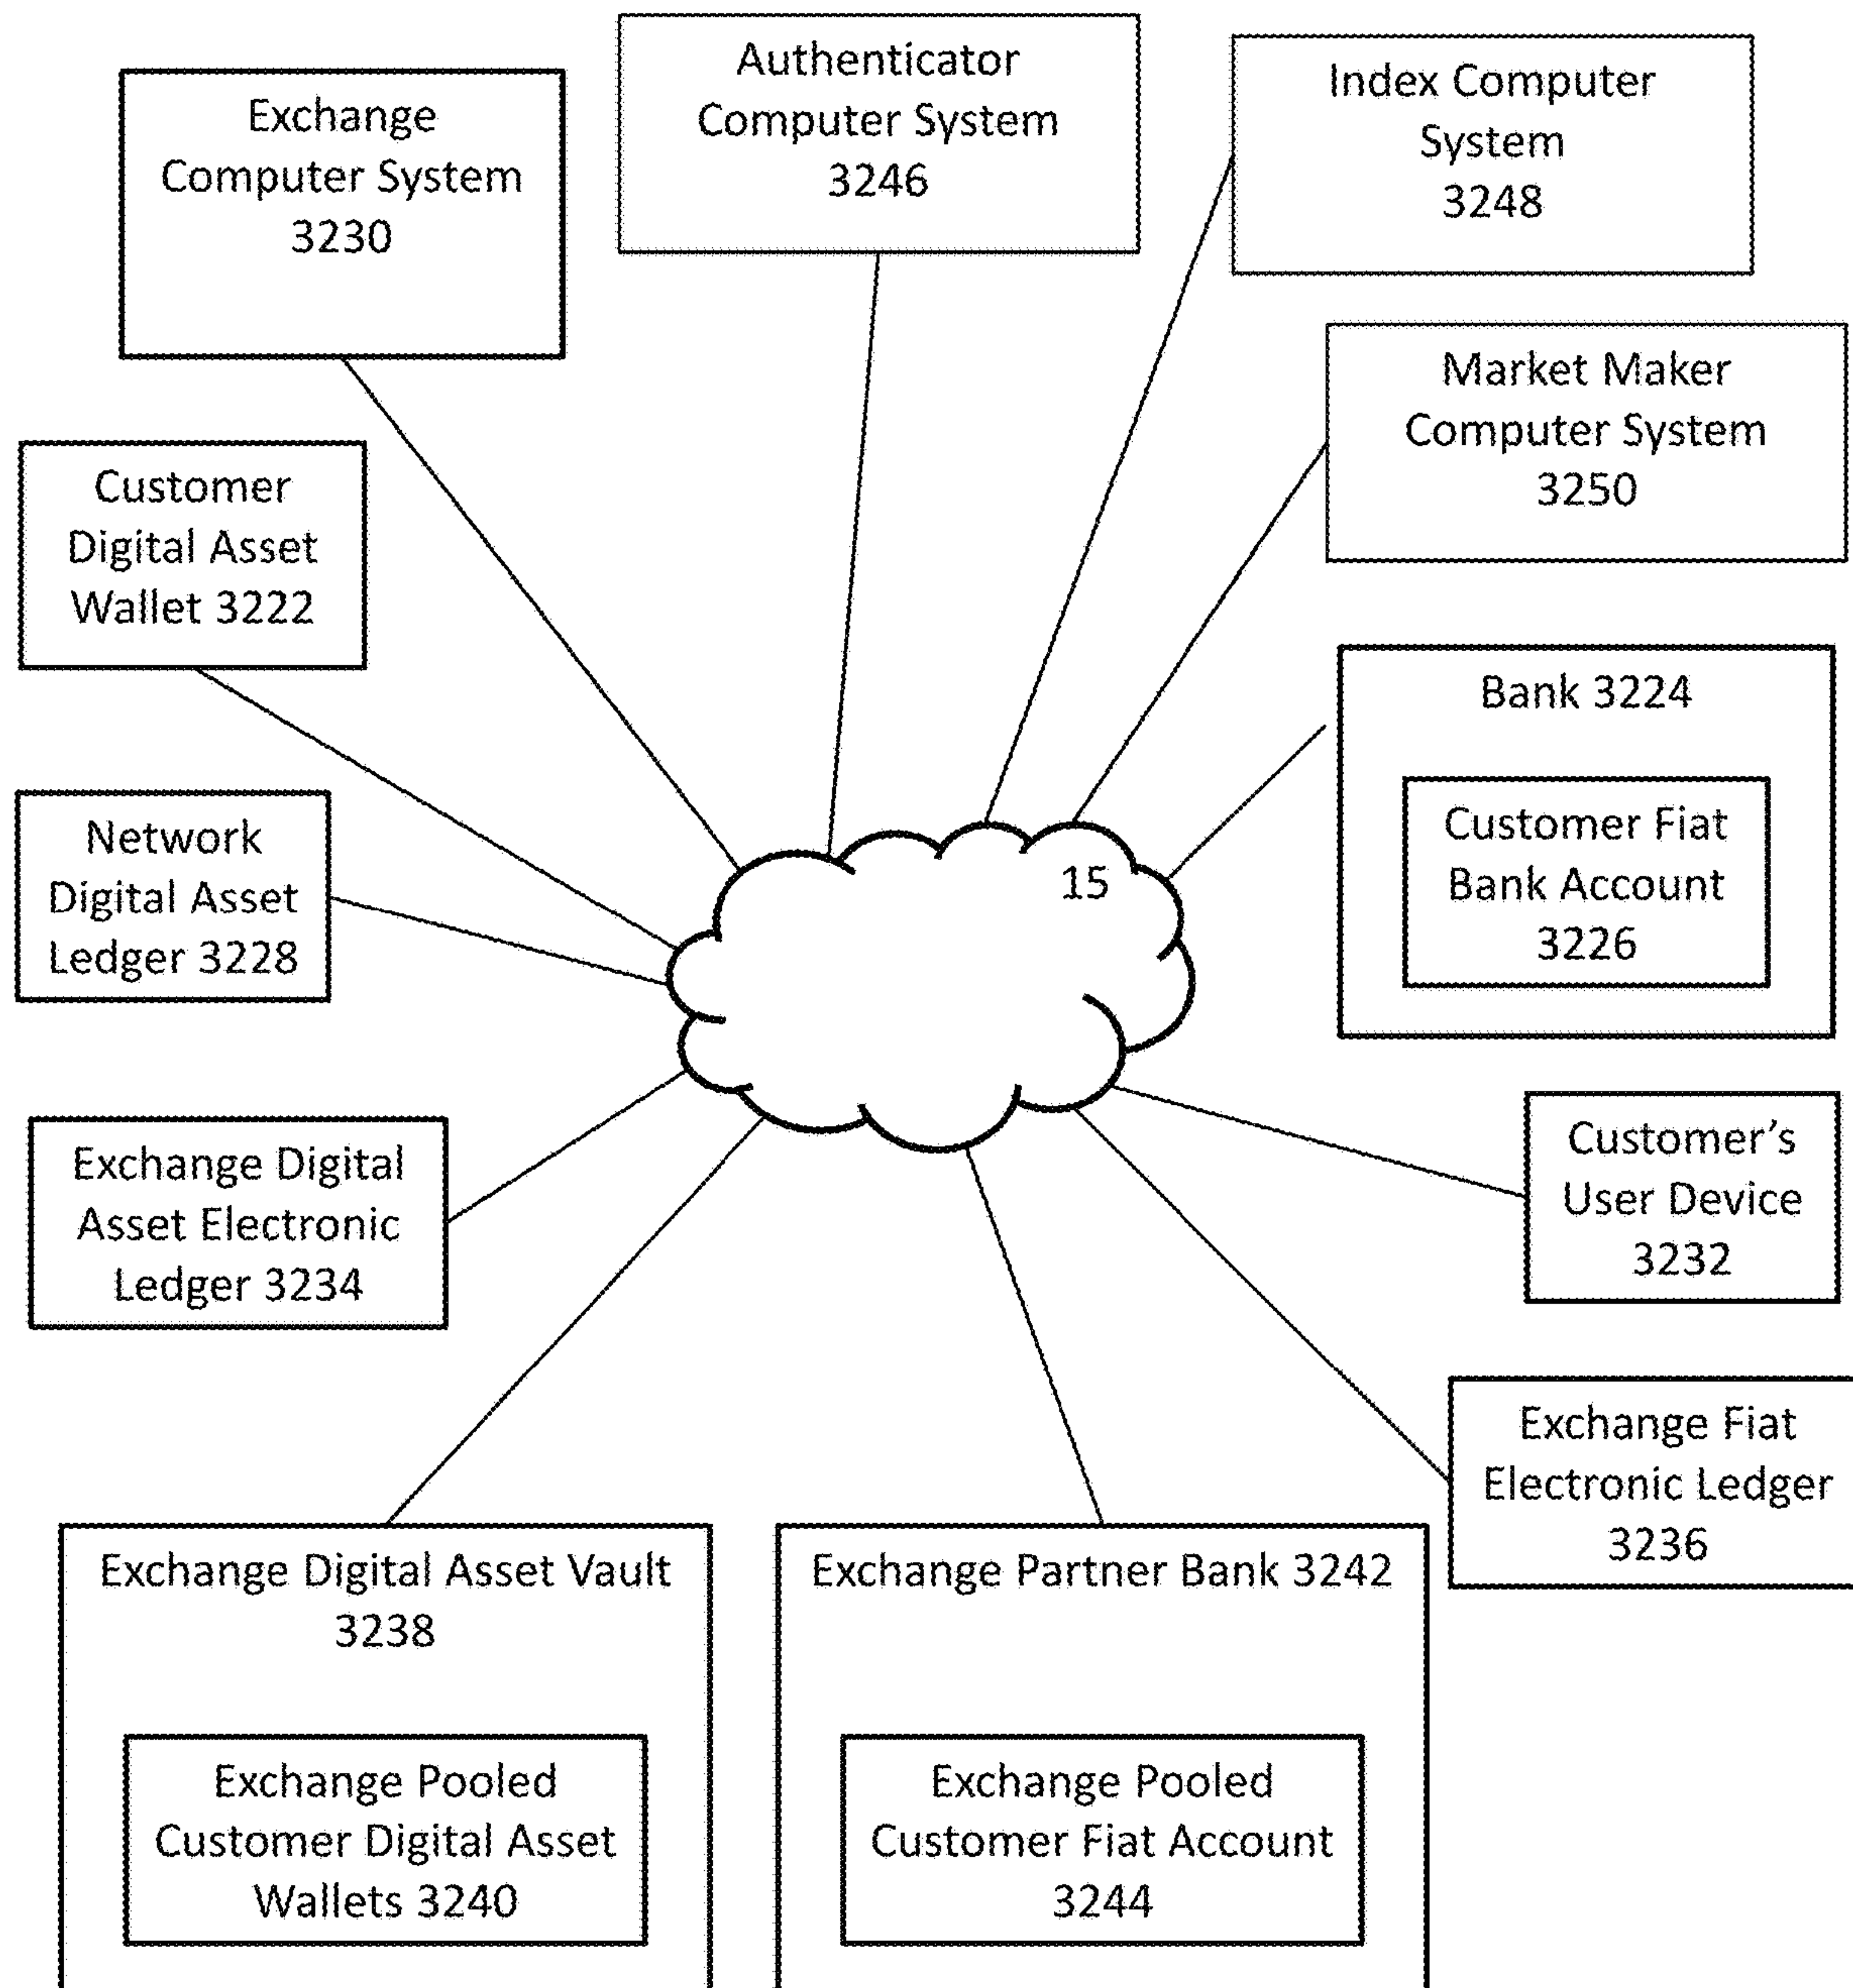 Exchange
Computer System
3230
Authenticator
Computer System
3246
Index Computer
System
3248
Market Maker
Computer System
3250
Customer
Digital Asset
Wallet 3222
Bank 3224
Customer Fiat
Bank Account
3226
Network
Digital Asset
Ledger 3228
15
Exchange Digital
Asset Electronic
Ledger 3234
Customer's
User Device
3232
Exchange Fiat
Electronic Ledger
3236
Exchange Digital Asset Vault
3238
Exchange Pooled
Customer Digital Asset
Wallets 3240
Exchange Partner Bank 3242
Exchange Pooled
Customer Fiat Account
3244